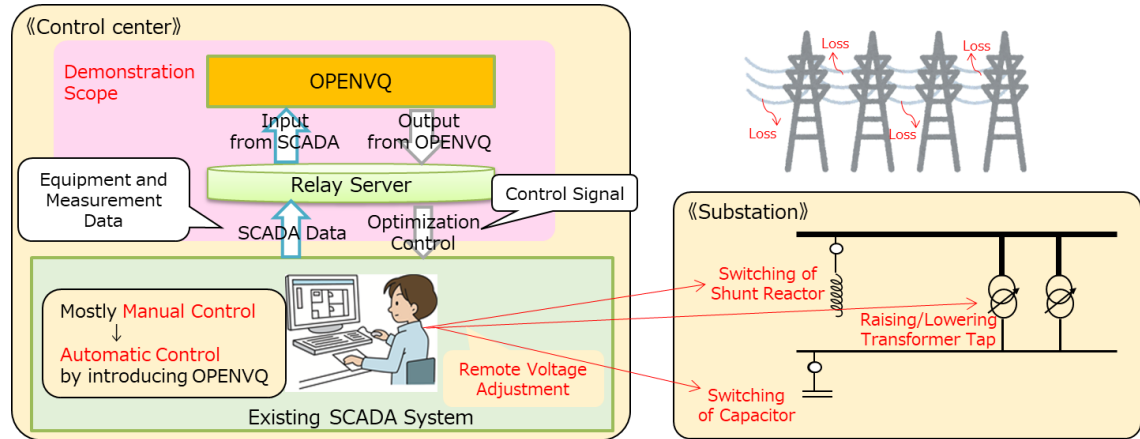 《Control center》
Demonstration
Scope
OPENVQ
Input
from SCADA
Output
from OPENVQ
Relay Server
Equipment and
Measurement
Data
Control Signal
SCADA Data
Optimization
Control
Mostly Manual Control
↓
Automatic Control
by introducing OPENVQ
Remote Voltage
Adjustment
Existing SCADA System
Loss
Loss
Loss
Loss
《Substation》
Switching of
Shunt Reactor
Raising/Lowering
Transformer Tap
Switching
of Capacitor